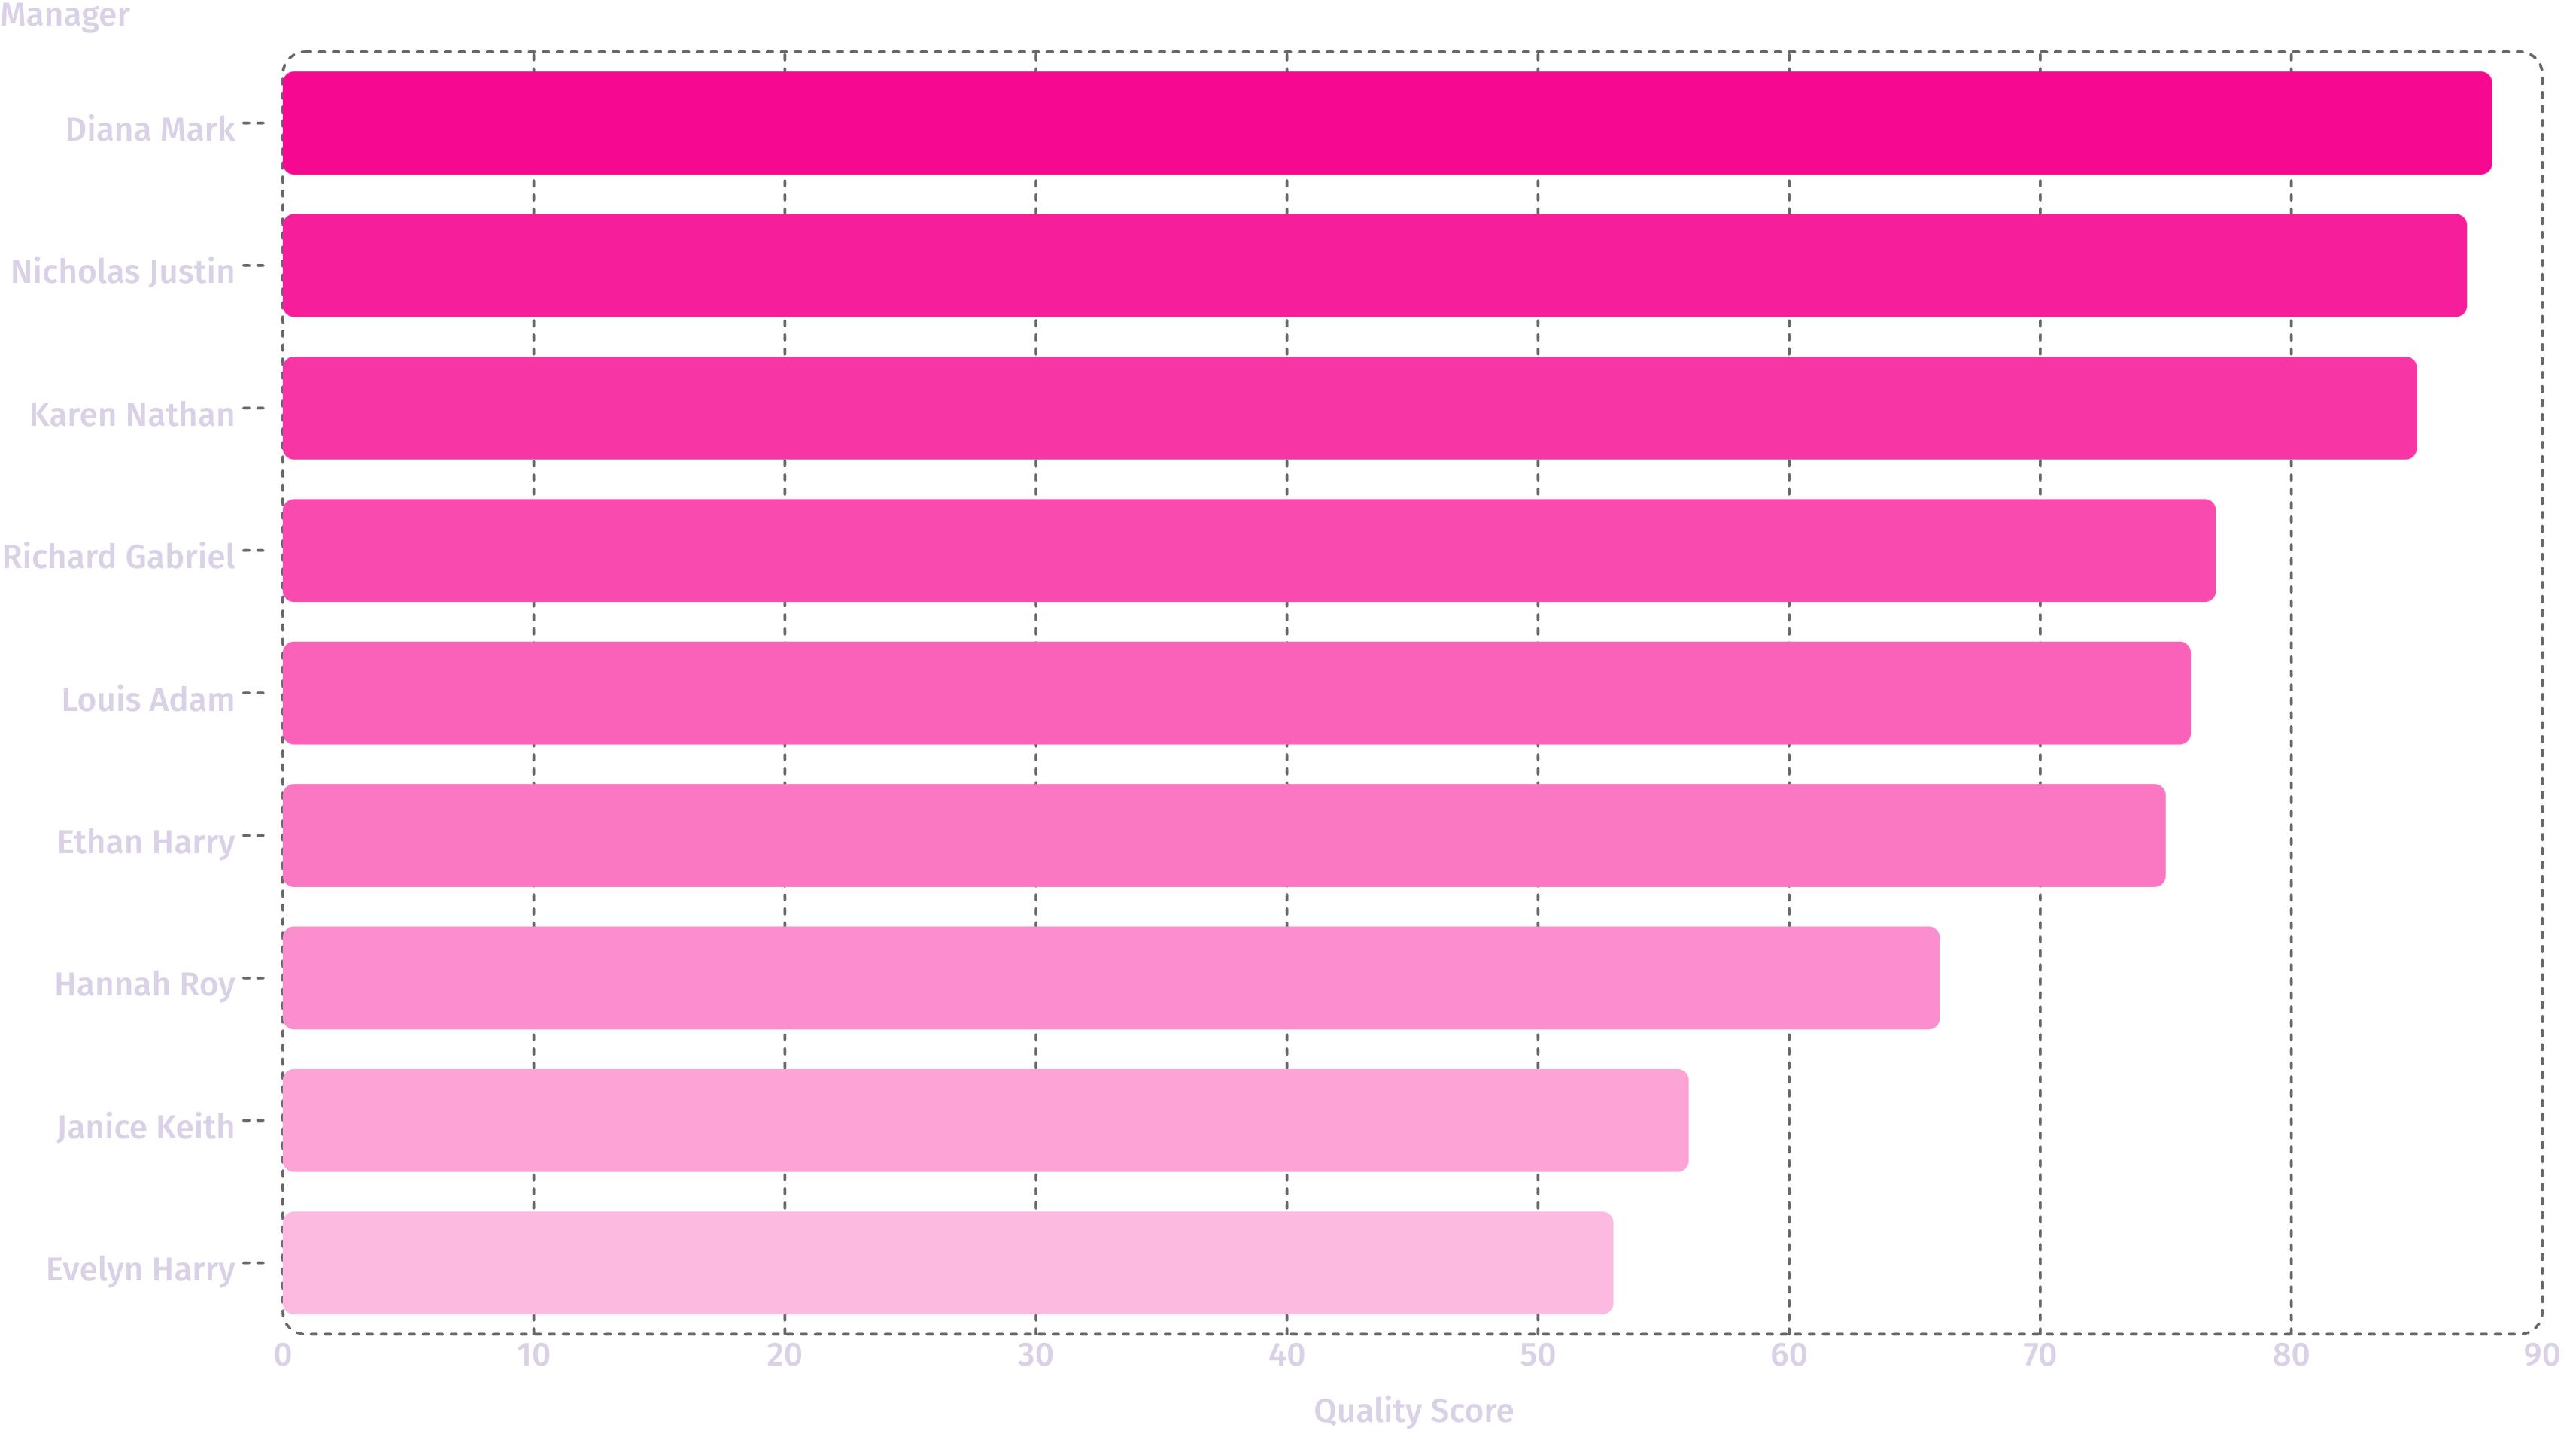 Manager
Diana Mark
Nicholas Justin
Karen Nathan
Richard Gabriel
Louis Adam
Ethan Harry
Hannah Roy
Janice Keith
Evelyn Harry
0 10 20 30 40 50 60 70 80 90
Quality Score